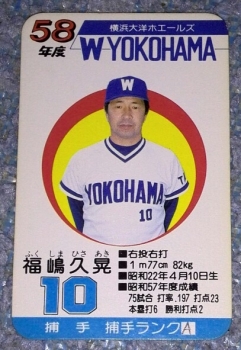 58
年度
横浜大洋ホエールズ
W YOKOHAMA
W
YOKOHAMA
10
ふく しま ひさ あき
福嶋久晃
10
■右投右打
■1m77cm 82kg
■昭和22年4月10日生
■昭和57年度成績
75試合 打率.197 打点23
本塁打6 勝利打点2
捕手 捕手ランクA